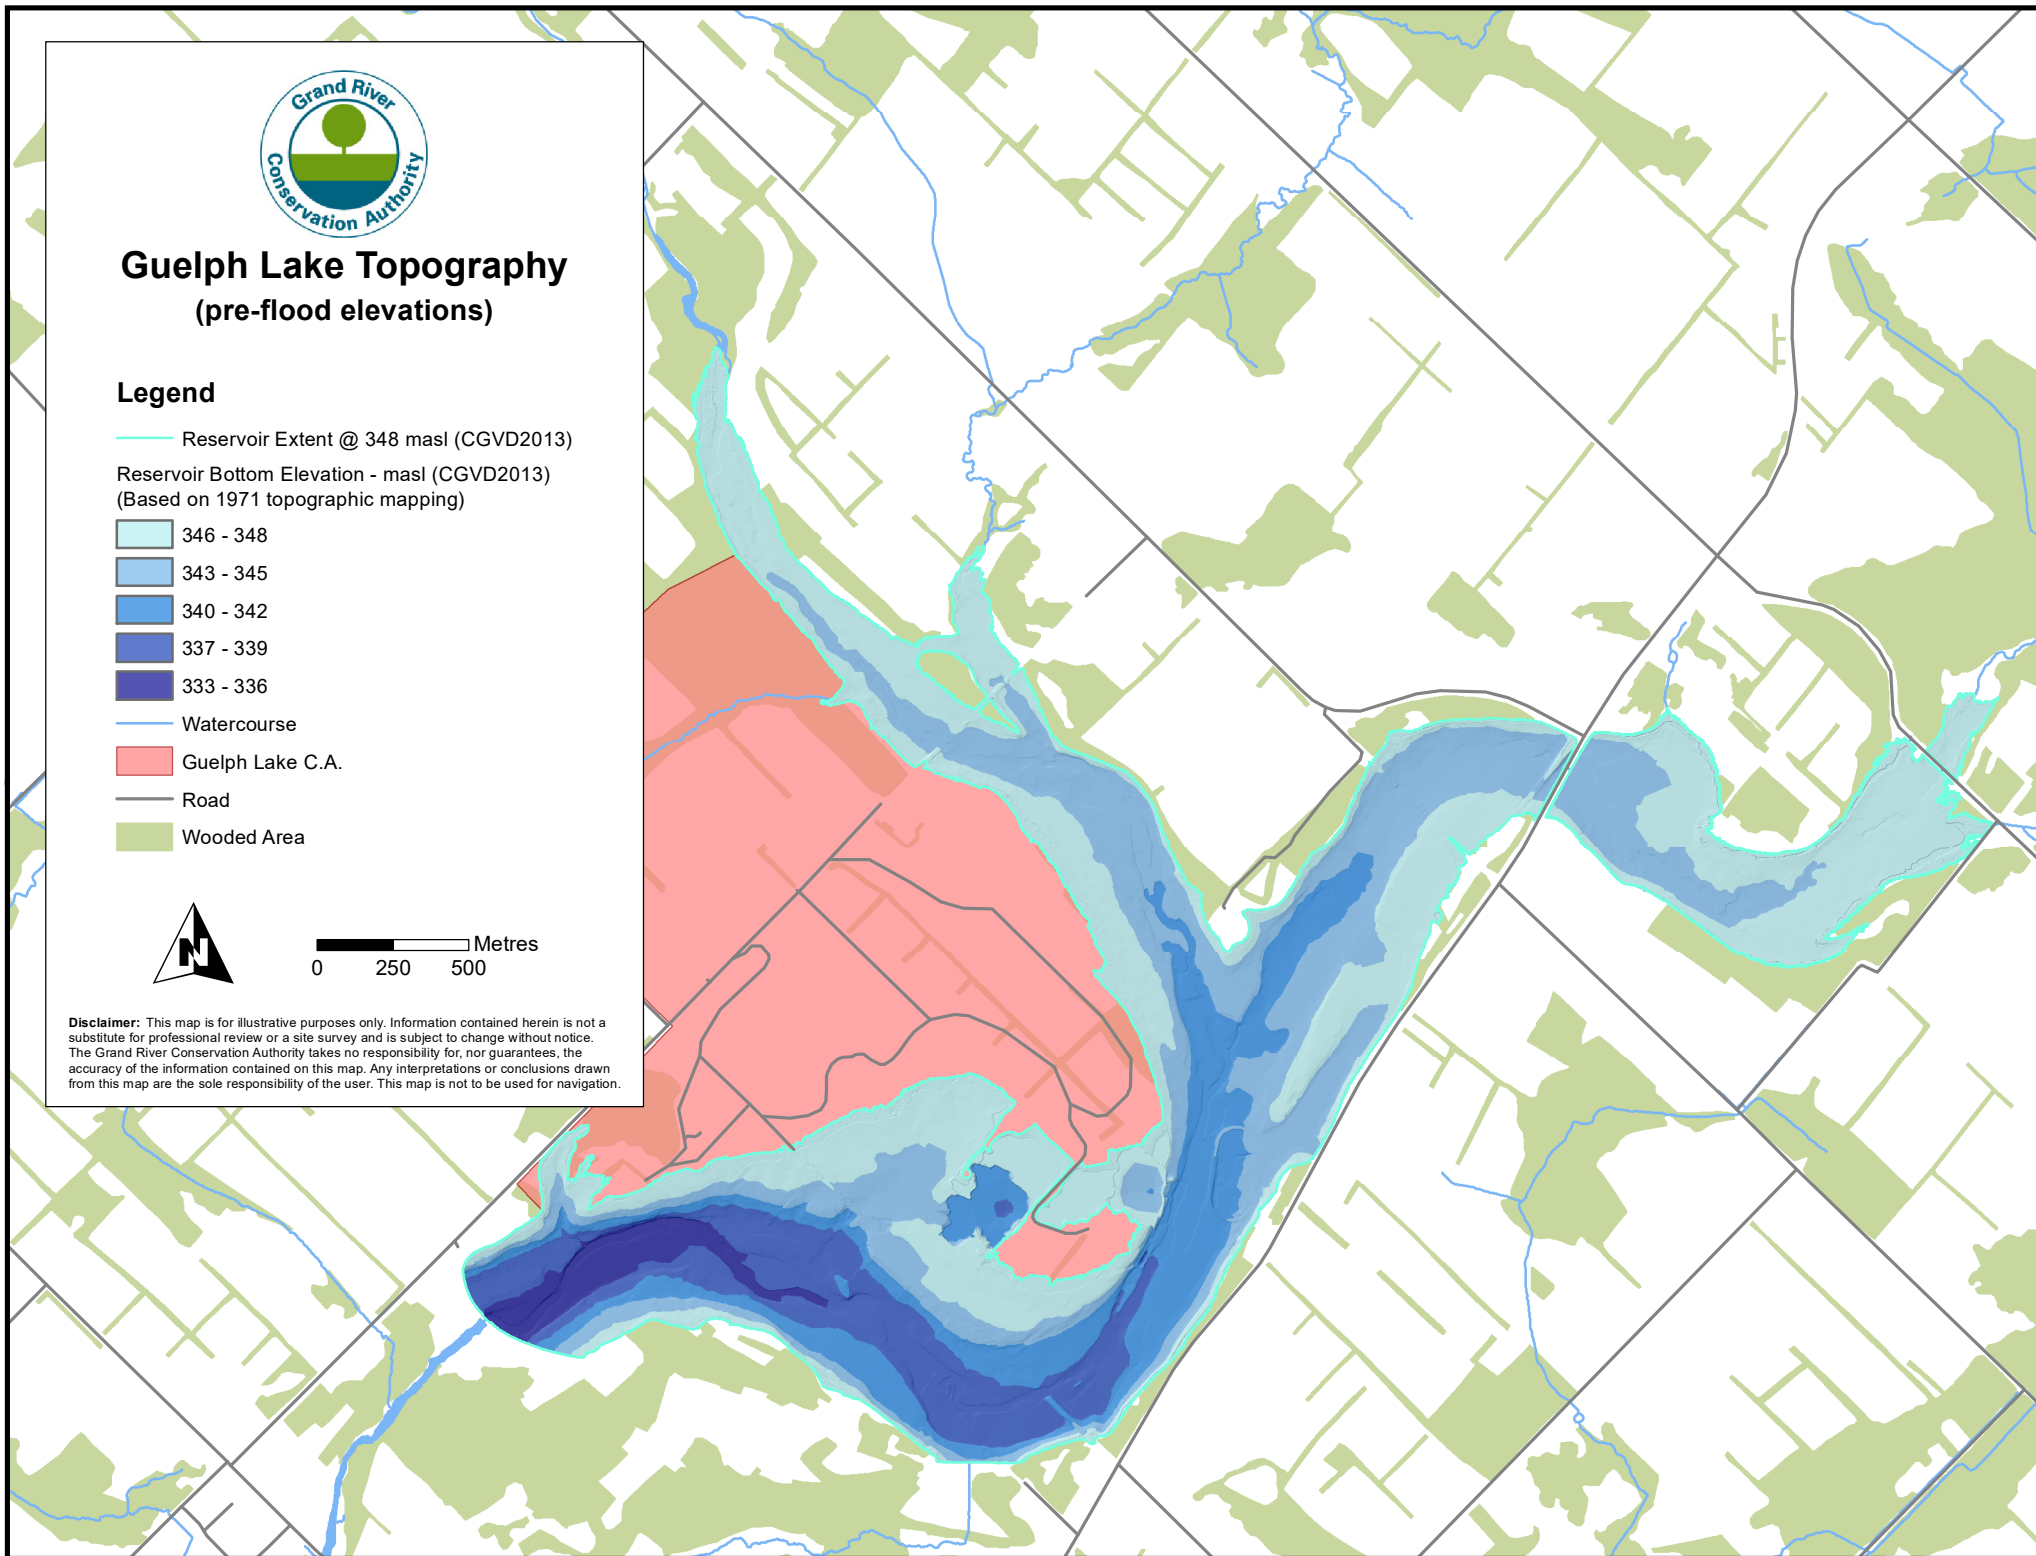 Grand River
Conservation Authority
Guelph Lake Topography
(pre-flood elevations)
Legend
Reservoir Extent @ 348 masl (CGVD2013)
Reservoir Bottom Elevation - masl (CGVD2013)
(Based on 1971 topographic mapping)
346 - 348
343 - 345
340 - 342
337 - 339
333 - 336
Watercourse
Guelph Lake C.A.
Road
Wooded Area
N
Metres
0 250 500
Disclaimer: This map is for illustrative purposes only. Information contained herein is not a
substitute for professional review or a site survey and is subject to change without notice.
The Grand River Conservation Authority takes no responsibility for, nor guarantees, the
accuracy of the information contained on this map. Any interpretations or conclusions drawn
from this map are the sole responsibility of the user. This map is not to be used for navigation.